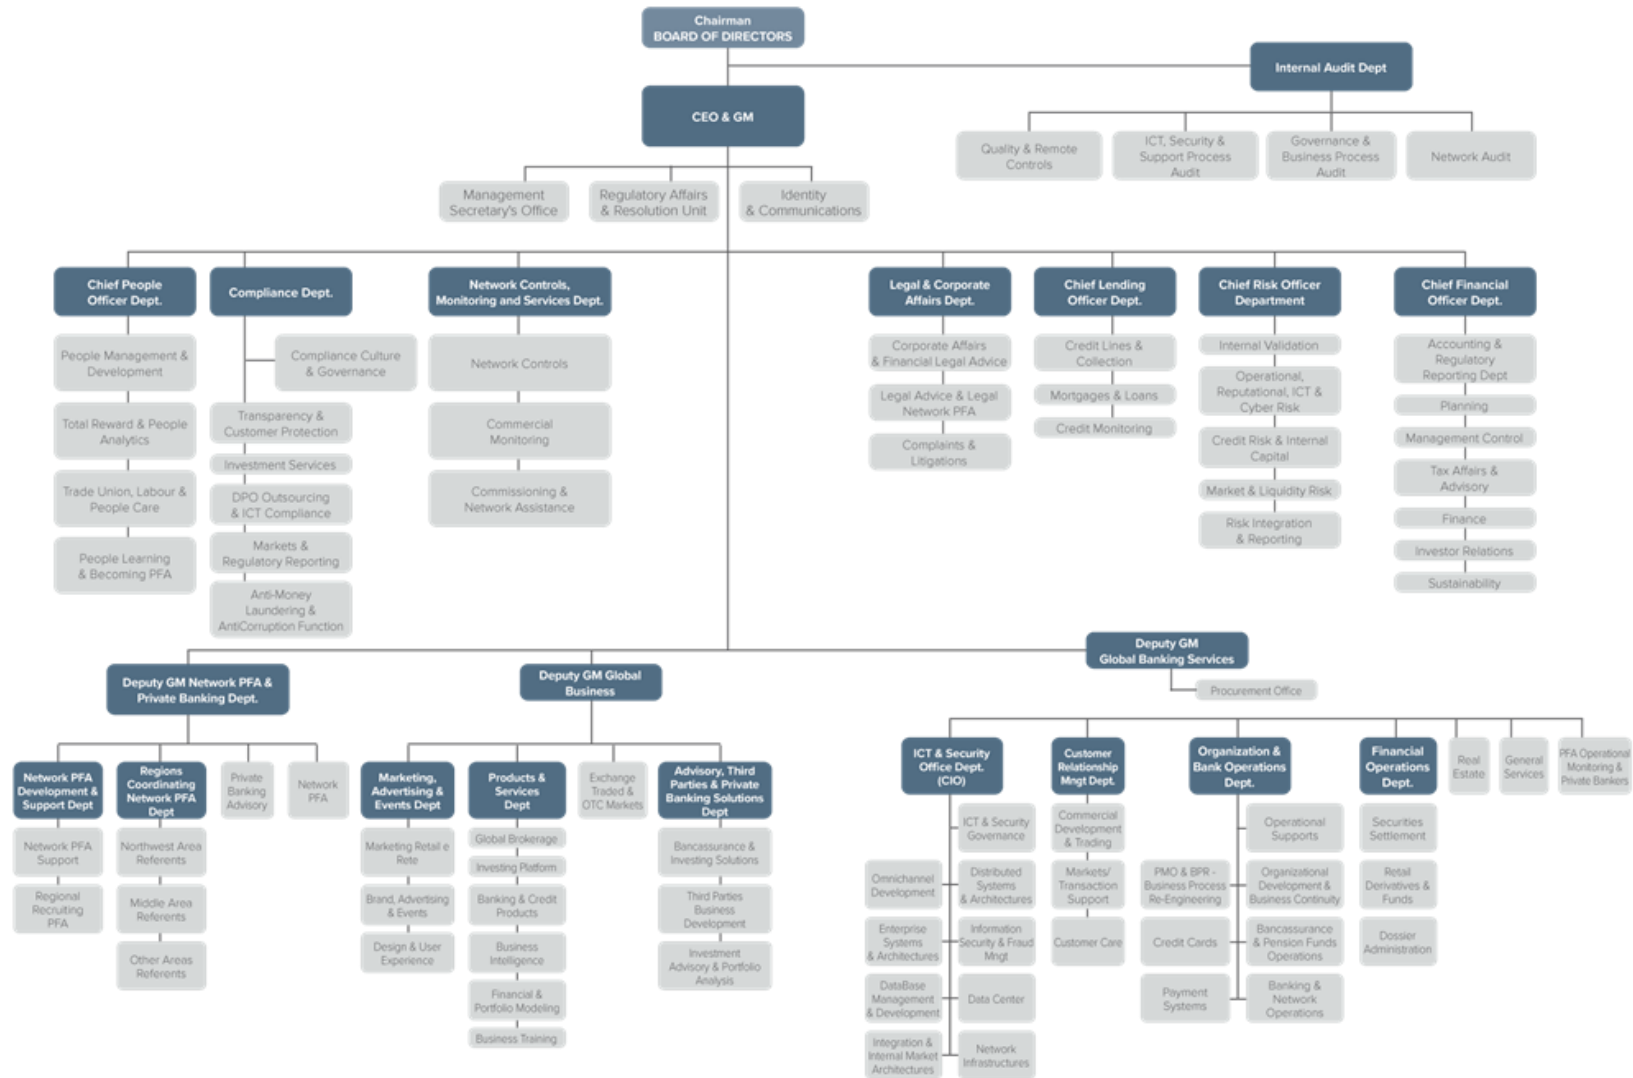 Chairman
BOARD OF DIRECTORS
Internal Audit Dept
CEO & GM
Quality & Remote
Controls
ICT, Security &
Support Process
Audit
Governance &
Business Process
Audit
Network Audit
Management
Secretary's Office
Regulatory Affairs
& Resolution Unit
Identity
& Communications
Chief People
Officer Dept.
Compliance Dept.
Network Controls,
Monitoring and Services Dept.
Legal & Corporate
Affairs Dept.
Chief Lending
Officer Dept.
Chief Risk Officer
Department
Chief Financial
Officer Dept.
People Management &
Development
Total Reward & People
Analytics
Trade Union, Labour &
People Care
People Learning
& Becoming PFA
Compliance Culture
& Governance
Transparency &
Customer Protection
Investment Services
DPO Outsourcing
& ICT Compliance
Markets &
Regulatory Reporting
Anti-Money
Laundering &
AntiCorruption Function
Network Controls
Commercial
Monitoring
Commissioning &
Network Assistance
Corporate Affairs
& Financial Legal Advice
Legal Advice & Legal
Network PFA
Complaints &
Litigations
Credit Lines &
Collection
Mortgages & Loans
Credit Monitoring
Internal Validation
Operational,
Reputational, ICT &
Cyber Risk
Credit Risk & Internal
Capital
Market & Liquidity Risk
Risk Integration
& Reporting
Accounting &
Regulatory
Reporting Dept
Planning
Management Control
Tax Affairs &
Advisory
Finance
Investor Relations
Sustainability
Deputy GM Network PFA &
Private Banking Dept.
Deputy GM Global
Business
Deputy GM
Global Banking Services
Procurement Office
Network PFA
Development &
Support Dept
Regions
Coordinating
Network PFA
Dept
Private
Banking
Advisory
Network
PFA
Network PFA
Support
Regional
Recruiting
PFA
Northwest Area
Referents
Middle Area
Referents
Other Areas
Referents
Marketing,
Advertising &
Events Dept
Products &
Services
Dept
Exchange
Traded &
OTC Markets
Advisory, Third
Parties & Private
Banking Solutions
Dept
Marketing Retail e
Rete
Brand, Advertising
& Events
Design & User
Experience
Global Brokerage
Investing Platform
Banking & Credit
Products
Business
Intelligence
Financial &
Portfolio Modeling
Business Training
Bancassurance &
Investing Solutions
Third Parties
Business
Development
Investment
Advisory & Portfolio
Analysis
ICT & Security
Office Dept.
(CIO)
Customer
Relationship
Mngt Dept.
Organization &
Bank Operations
Dept.
Financial
Operations
Dept.
Real
Estate
General
Services
PFA Operational
Monitoring &
Private Bankers
ICT & Security
Governance
Omnichannel
Development
Distributed
Systems
& Architectures
Enterprise
Systems
& Architectures
Information
Security & Fraud
Mngt
DataBase
Management
& Development
Data Center
Integration &
Internal Market
Architectures
Network
Infrastructures
Commercial
Development
& Trading
Markets/
Transaction
Support
Customer Care
Operational
Supports
PMO & BPR -
Business Process
Re-Engineering
Organizational
Development &
Business Continuity
Credit Cards
Bancassurance
& Pension Funds
Operations
Payment
Systems
Banking &
Network
Operations
Securities
Settlement
Retail
Derivatives &
Funds
Dossier
Administration